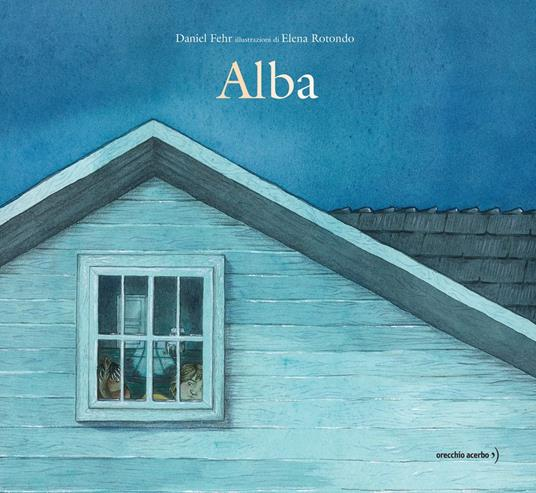 Daniel Fehr illustrazioni di Elena Rotondo
Alba
orecchio acerbo